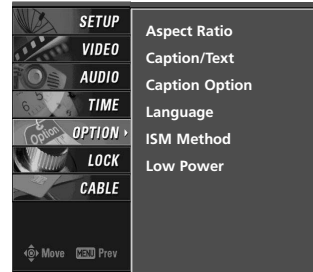 SETUP
VIDEO
AUDIO
TIME
OPTION
LOCK
CABLE
Move MENU Prev
Aspect Ratio
Caption/Text
Caption Option
Language
ISM Method
Low Power